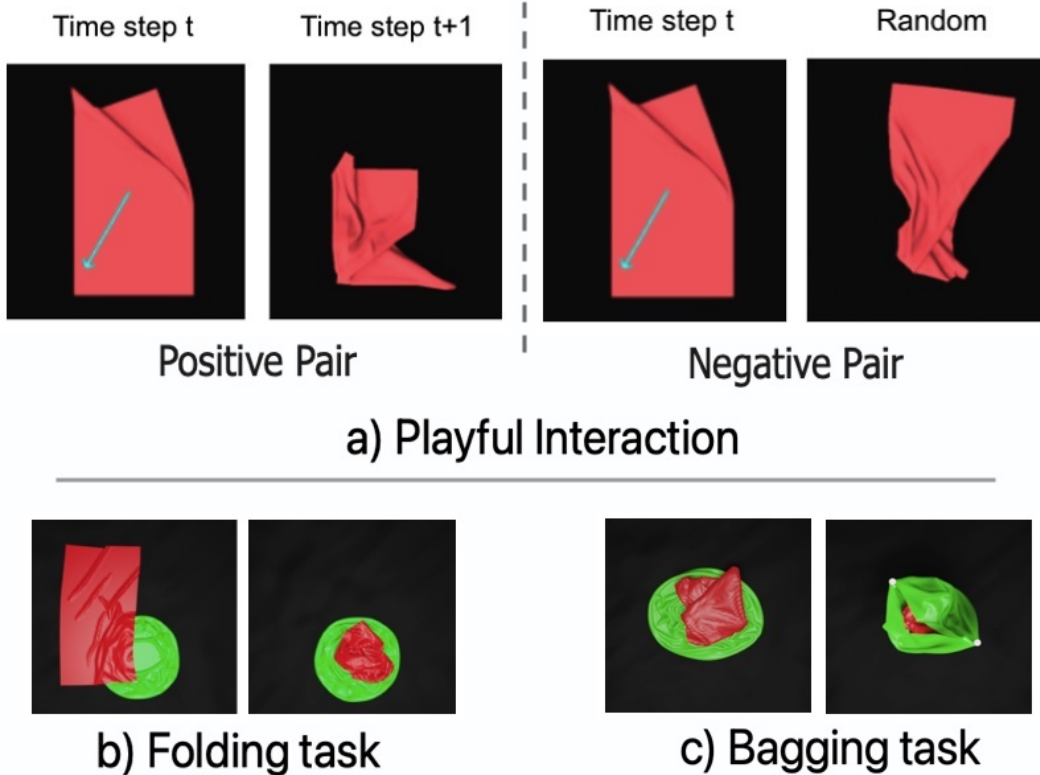 Time step t
Time step t+1
Time step t
Random
Positive Pair
Negative Pair
a) Playful Interaction
b) Folding task
c) Bagging task